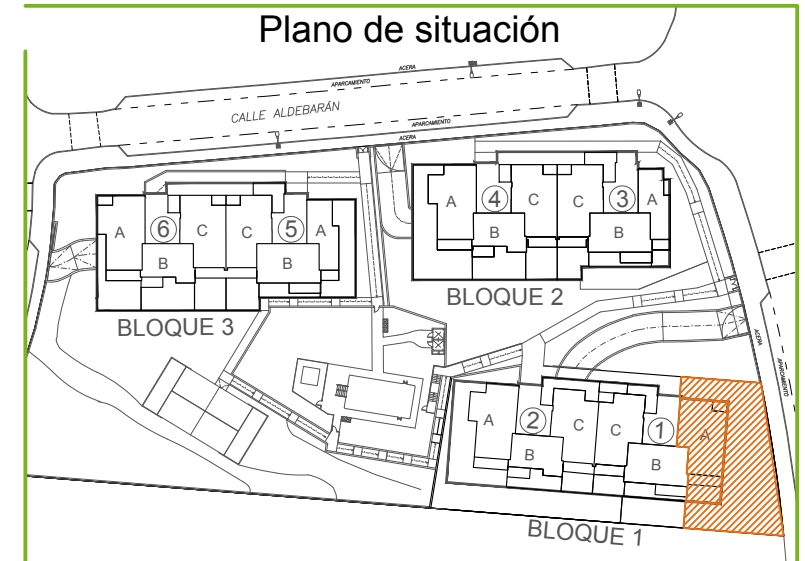 Plano de situación
ACERA
APARCAMIENTO
CALLE ALDEBARÁN
APARCAMIENTO
ACERA
A 6 C C 5 A
B B
BLOQUE 3
A 4 C C 3 A
B B
BLOQUE 2
ACERA
APARCAMIENTO
A 2 C C 1 A
B B
BLOQUE 1